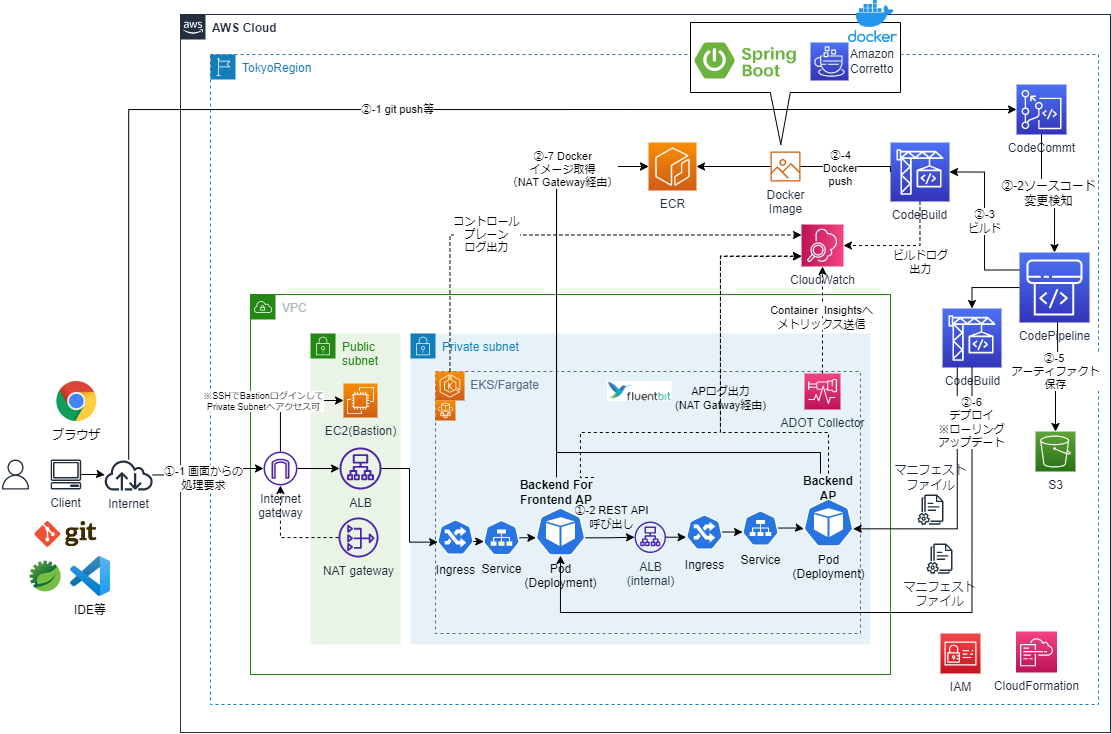 aws
AWS Cloud
TokyoRegion
docker
Spring
Boot
Amazon
Corretto
②-1 git push等
CodeCommt
②-7 Docker
イメージ取得
(NAT Gateway経由)
ECR
Docker
Image
②-4
Docker
push
CodeBuild
②-2ソースコード
変更検知
②-3
ビルド
コントロール
プレーン
ログ出力
CloudWatch
ビルドログ
出力
VPC
Container Insightsへ
メトリックス送信
CodePipeline
Public
subnet
Private subnet
CodeBuild
②-5
アーティファクト
保存
EKS/Fargate
fluentbit
APログ出力
(NAT Gatway経由)
ADOT Collector
②-6
デプロイ
※ローリング
アップデート
※SSHでBastionログインして
Private Subnetへアクセス可
EC2(Bastion)
ブラウザ
S3
①-1 画面からの
処理要求
Client
Internet
Internet
gateway
ALB
Backend For
Frontend AP
Backend
AP
マニフェスト
ファイル
①-2 REST API
呼び出し
git
NAT gateway
Ingress
Service
Pod
(Deployment)
ALB
(internal)
Ingress
Service
Pod
(Deployment)
マニフェスト
ファイル
IDE等
IAM
CloudFormation